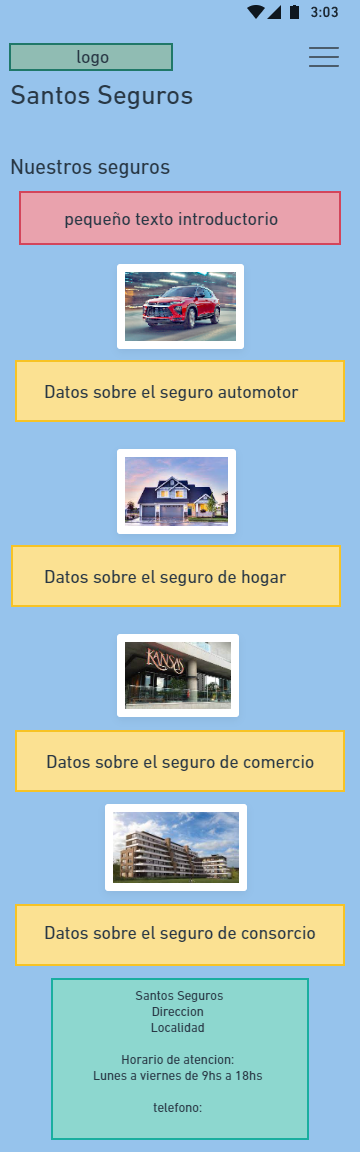 3:03
logo
Santos Seguros
Nuestros seguros
pequeño texto introductorio
Datos sobre el seguro automotor
Datos sobre el seguro de hogar
KANSAS
Datos sobre el seguro de comercio
Datos sobre el seguro de consorcio
Santos Seguros
Direccion
Localidad
Horario de atencion:
Lunes a viernes de 9hs a 18hs
telefono: